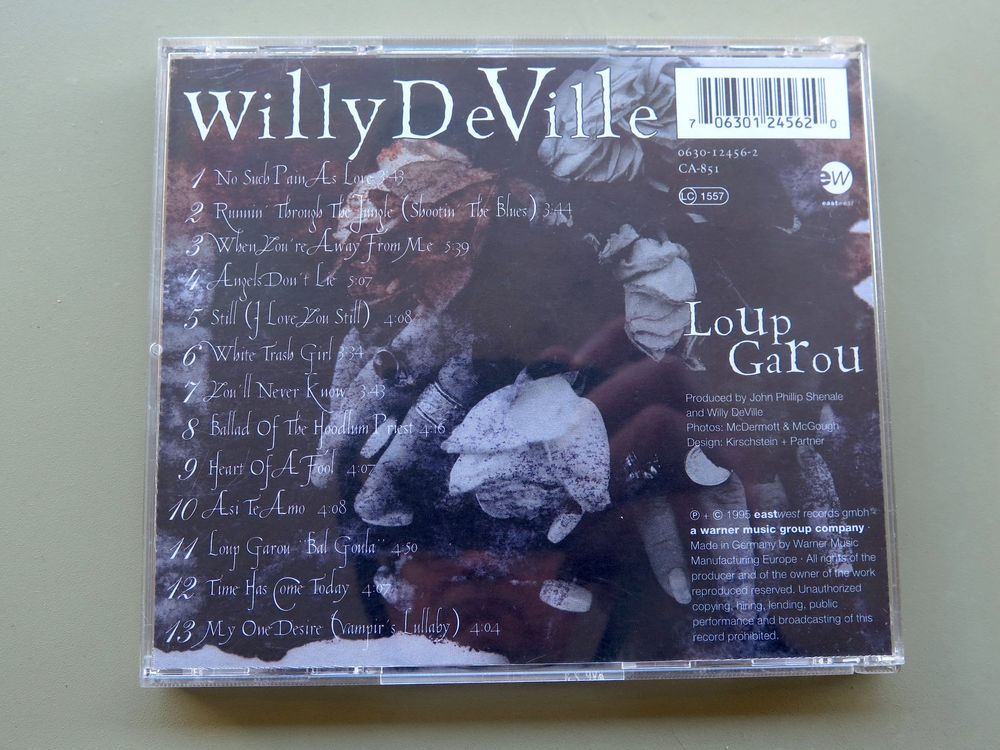 Willy DeVille
7 06301 24562 0
0630-12456-2
CA-851
LC 1557
ew
eastwest
1 No Such Pain As Love 3:43
2 Runnin' Through The Jungle (Shootin' The Blues) 3:44
3 When You're Away From Me 5:39
4 Angels Don't Lie 5:07
5 Still (I Love You Still) 4:08
6 White Trash Girl 3:34
7 You'll Never Know 3:43
8 Ballad Of The Hoodlum Priest 4:16
9 Heart Of A Fool 4:07
10 Asi Te Amo 4:08
11 Loup Garou "Bal Goula" 4:50
12 Time Has Come Today 4:07
13 My One Desire (Vampir's Lullaby) 4:04
Loup
Garou
Produced by John Phillip Shenale
and Willy DeVille
Photos: McDermott & McGough
Design: Kirschstein + Partner
℗ + © 1995 eastwest records gmbh ·
a warner music group company ·
Made in Germany by Warner Music
Manufacturing Europe · All rights of the
producer and of the owner of the work
reproduced reserved. Unauthorized
copying, hiring, lending, public
performance and broadcasting of this
record prohibited.